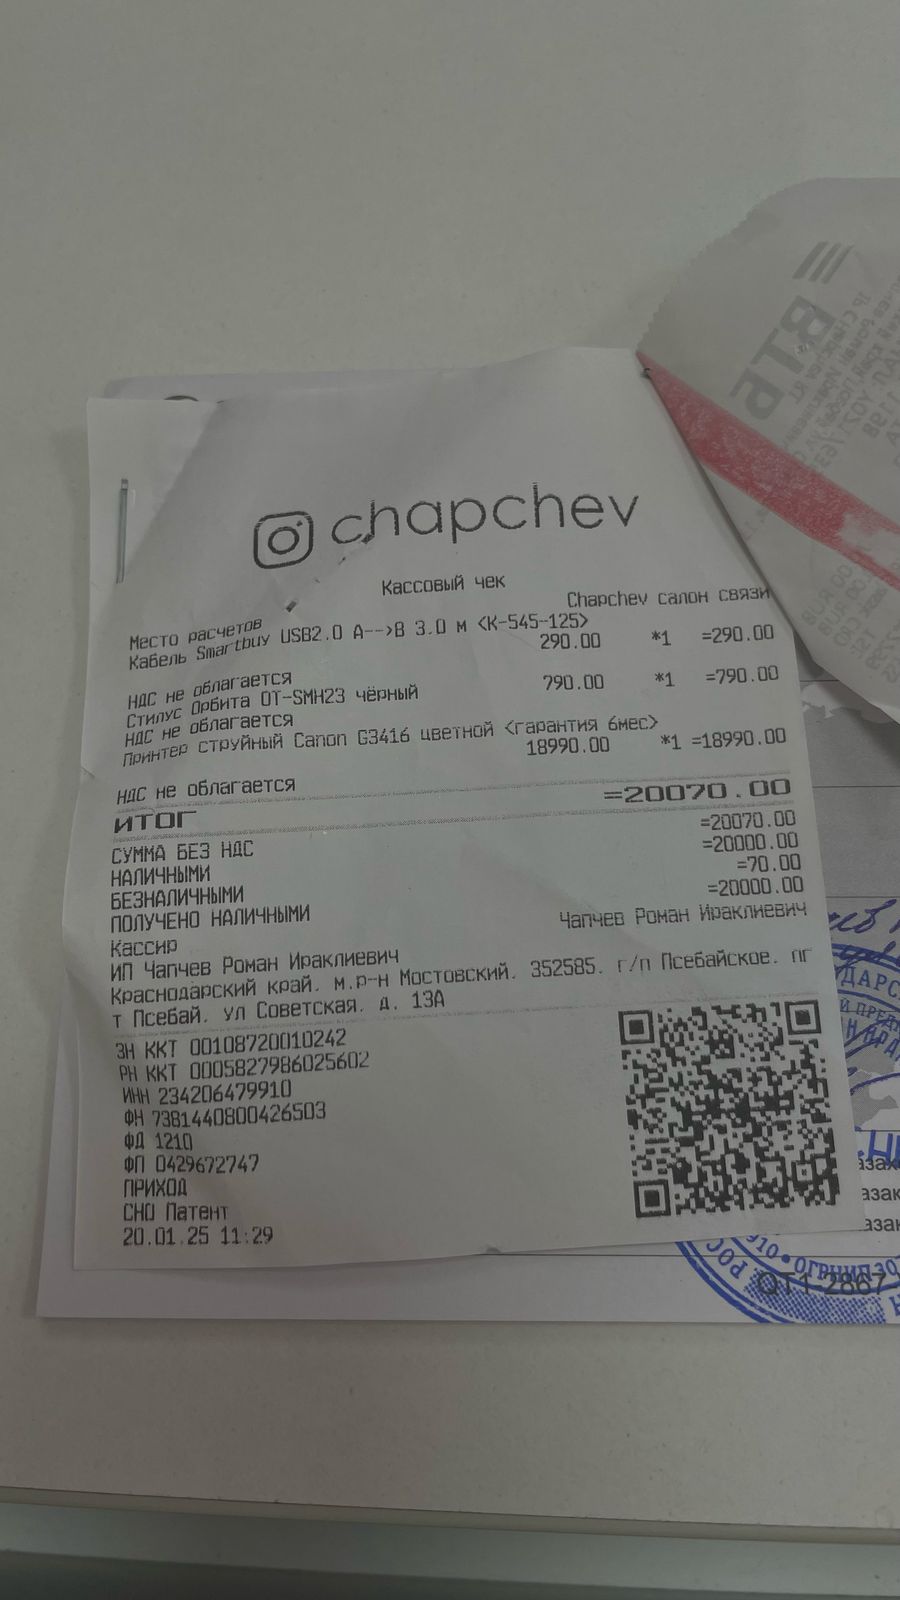 chapchev
Кассовый чек
Место расчетов Chapchev салон связи
Кабель Smartbuy USB2.0 A-->B 3.0 м <K-545-125>
290.00 *1 =290.00
НДС не облагается
Стилус Орбита OT-SMH23 чёрный
790.00 *1 =790.00
НДС не облагается
Принтер струйный Canon G3416 цветной <гарантия 6мес>
18990.00 *1 =18990.00
НДС не облагается
ИТОГ =20070.00
СУММА БЕЗ НДС =20070.00
НАЛИЧНЫМИ =20000.00
БЕЗНАЛИЧНЫМИ =70.00
ПОЛУЧЕНО НАЛИЧНЫМИ =20000.00
Кассир Чапчев Роман Ираклиевич
ИП Чапчев Роман Ираклиевич
Краснодарский край. м.р-н Мостовский. 352585. г/п Псебайское. пг
т Псебай. ул Советская. д. 13А
ЗН ККТ 00108720010242
РН ККТ 0005827986025602
ИНН 234206479910
ФН 7381440800426503
ФД 1210
ФП 0429672747
ПРИХОД
СНО Патент
20.01.25 11:29
ВТБ
QT1-2867